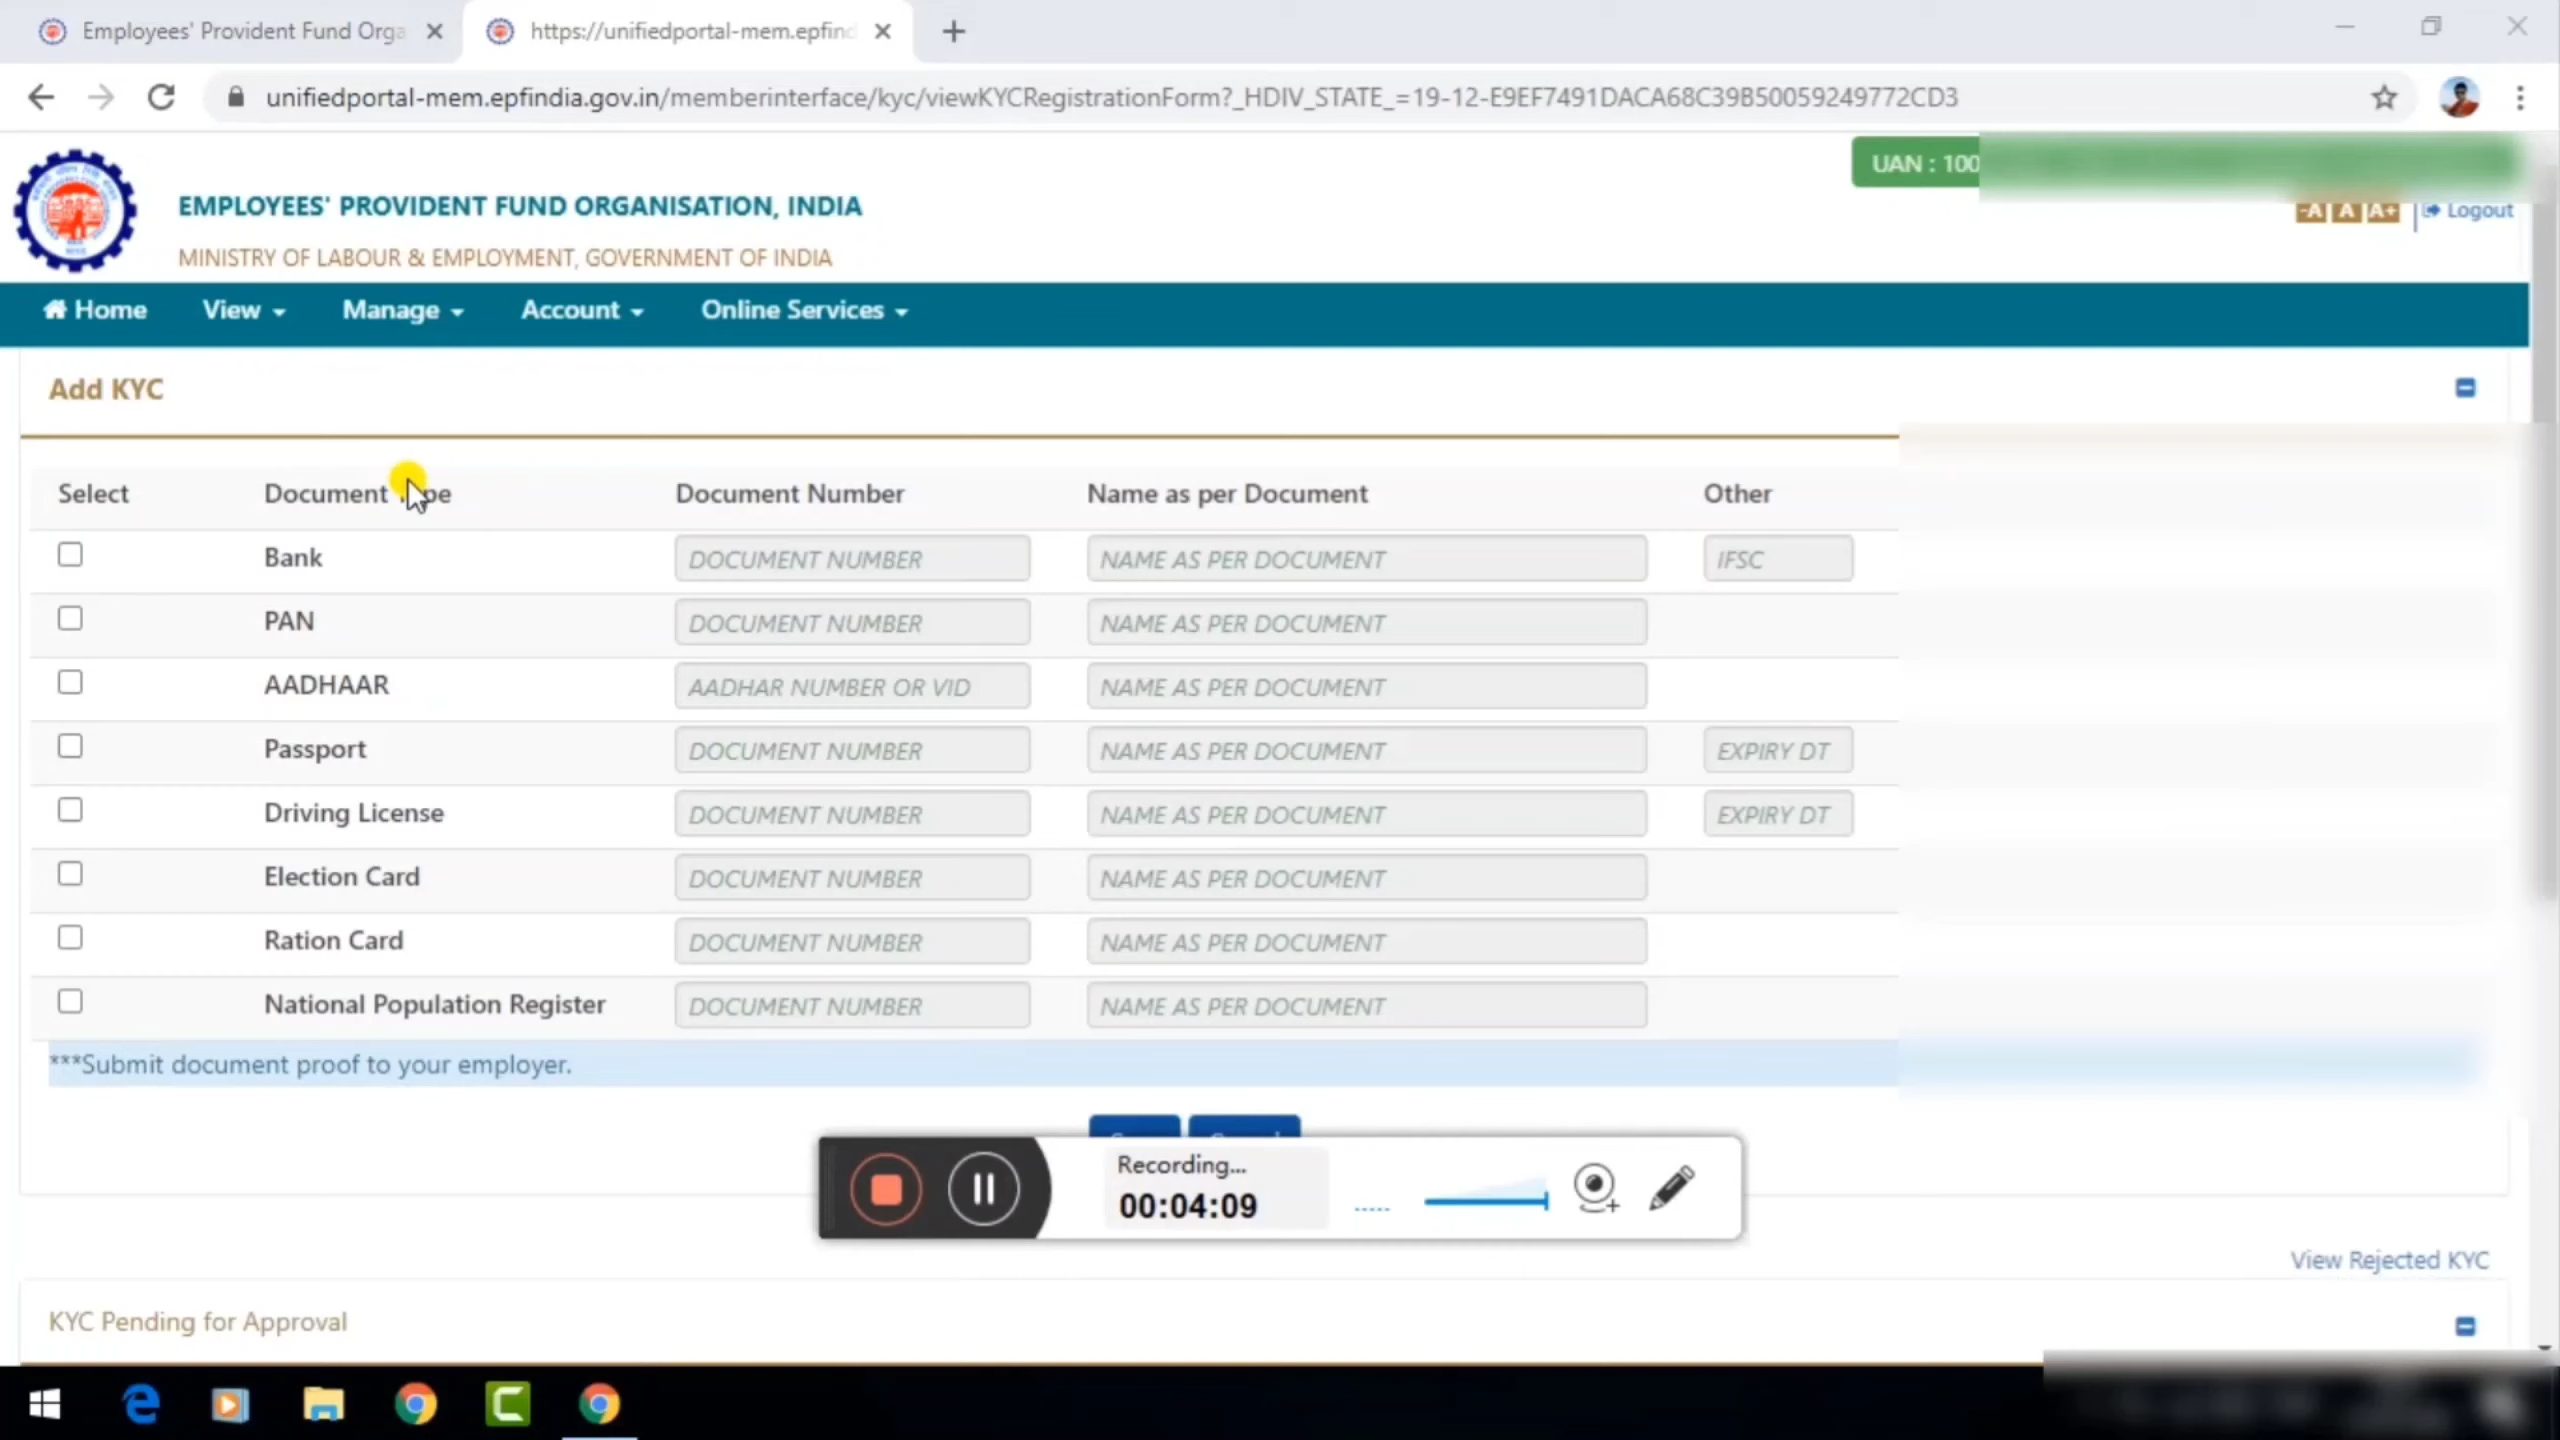 Employees' Provident Fund Orga
https://unifiedportal-mem.epfind
unifiedportal-mem.epfindia.gov.in/memberinterface/kyc/viewKYCRegistrationForm?_HDIV_STATE_=19-12-E9EF7491DACA68C39B50059249772CD3
UAN : 100
EMPLOYEES' PROVIDENT FUND ORGANISATION, INDIA
-A A A+ Logout
MINISTRY OF LABOUR & EMPLOYMENT, GOVERNMENT OF INDIA
Home View Manage Account Online Services
Add KYC
Select Document pe Document Number Name as per Document Other
Bank DOCUMENT NUMBER NAME AS PER DOCUMENT IFSC
PAN DOCUMENT NUMBER NAME AS PER DOCUMENT
AADHAAR AADHAR NUMBER OR VID NAME AS PER DOCUMENT
Passport DOCUMENT NUMBER NAME AS PER DOCUMENT EXPIRY DT
Driving License DOCUMENT NUMBER NAME AS PER DOCUMENT EXPIRY DT
Election Card DOCUMENT NUMBER NAME AS PER DOCUMENT
Ration Card DOCUMENT NUMBER NAME AS PER DOCUMENT
National Population Register DOCUMENT NUMBER NAME AS PER DOCUMENT
***Submit document proof to your employer.
Recording...
00:04:09
View Rejected KYC
KYC Pending for Approval